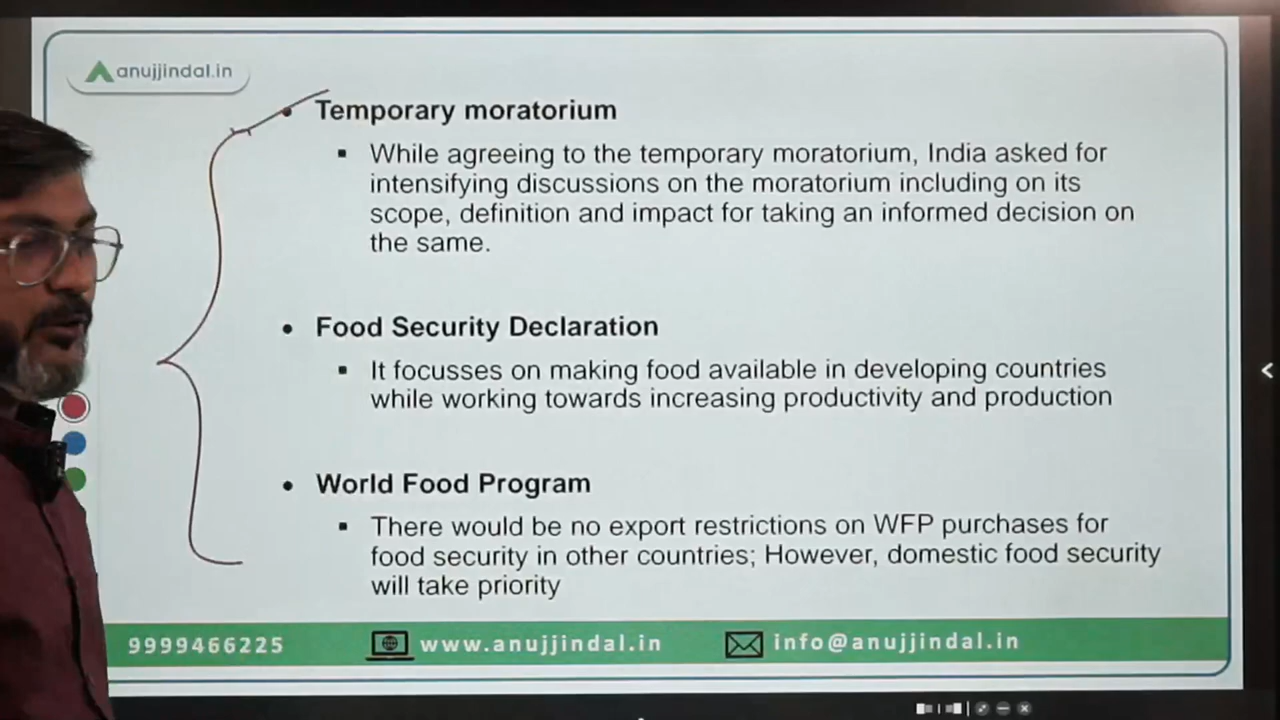 anujjindal.in
• Temporary moratorium
▪ While agreeing to the temporary moratorium, India asked for
intensifying discussions on the moratorium including on its
scope, definition and impact for taking an informed decision on
the same.
• Food Security Declaration
▪ It focusses on making food available in developing countries
while working towards increasing productivity and production
• World Food Program
▪ There would be no export restrictions on WFP purchases for
food security in other countries; However, domestic food security
will take priority
9999466225 www.anujjindal.in info@anujjindal.in